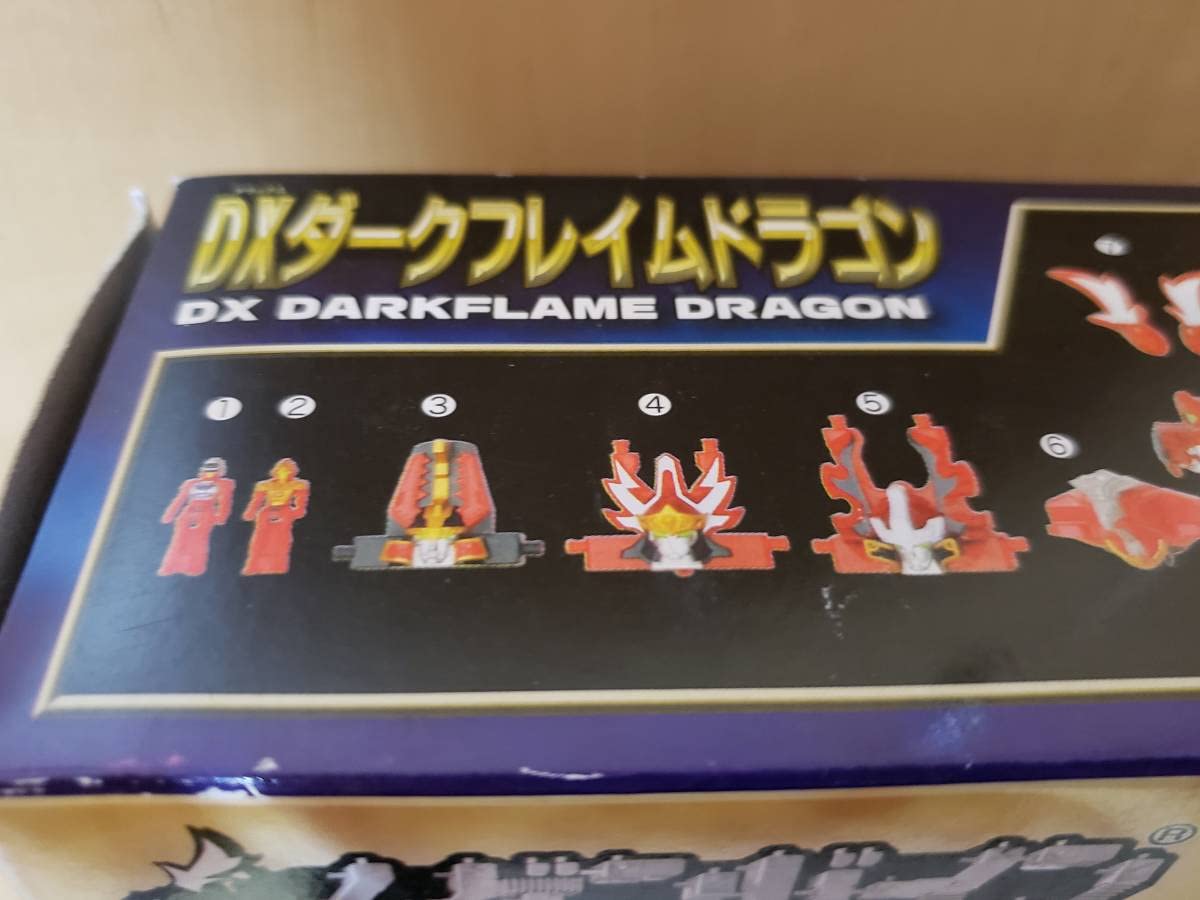 DXダークフレイムドラゴン
DX DARKFLAME DRAGON
① ② ③ ④ ⑤ ⑥ ⑦
®